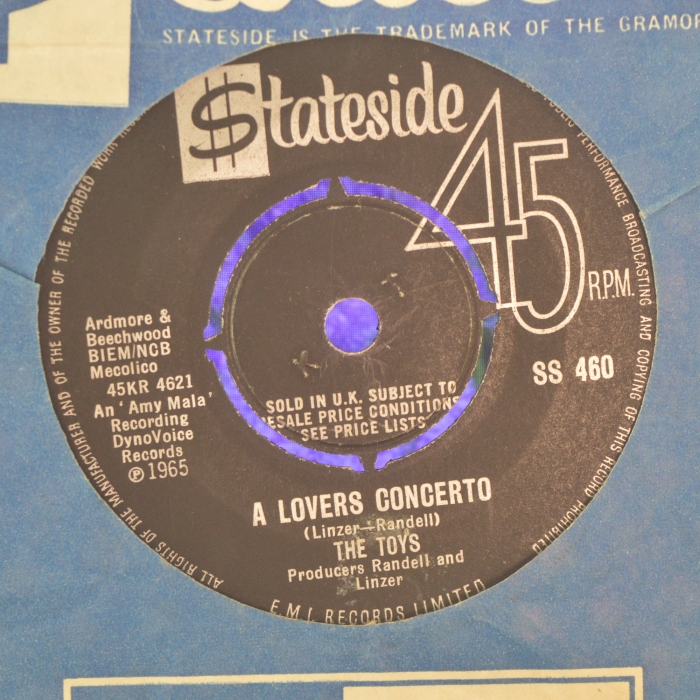 STATESIDE IS THE TRADEMARK OF THE GRAMO
$tateside
45
R.P.M.
ALL RIGHTS OF THE MANUFACTURER AND OF THE OWNER OF THE RECORDED WORK
PUBLIC PERFORMANCE BROADCASTING AND COPYING OF THIS RECORD PROHIBITED
Ardmore &
Beechwood
BIEM/NCB
Mecolico
45KR 4621
An 'Amy Mala'
Recording
DynoVoice
Records
Ⓟ 1965
SS 460
K T
SOLD IN U.K. SUBJECT TO
RESALE PRICE CONDITIONS
SEE PRICE LISTS
A LOVERS CONCERTO
(Linzer—Randell)
THE TOYS
Producers Randell and
Linzer
E.M.I. RECORDS LIMITED